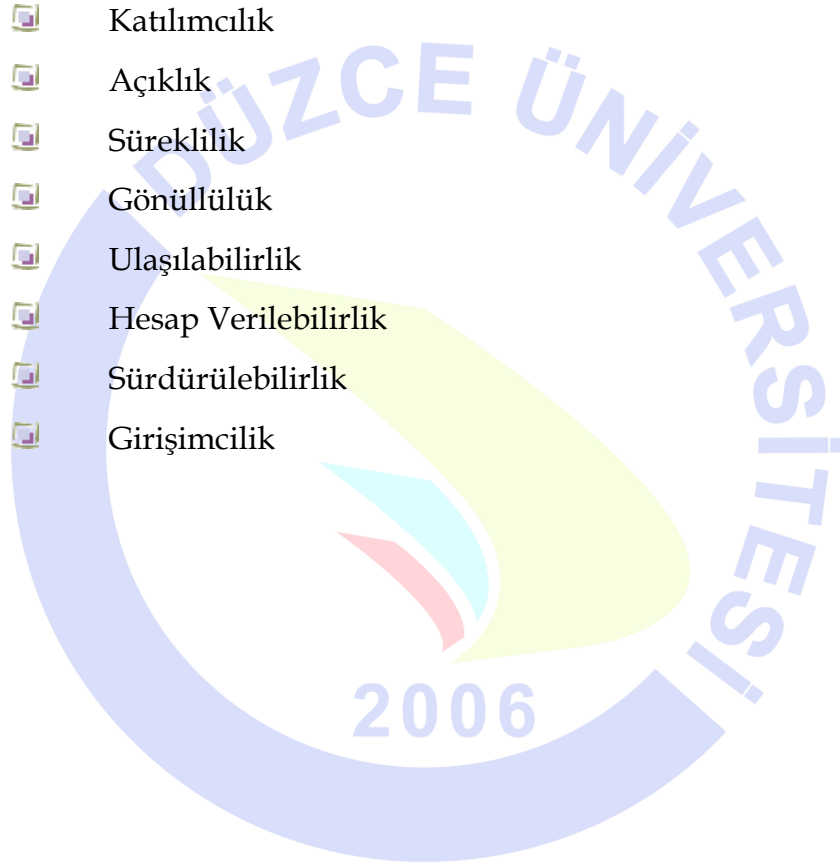 Katılımcılık
Açıklık
Süreklilik
Gönüllülük
Ulaşılabilirlik
Hesap Verilebilirlik
Sürdürülebilirlik
Girişimcilik
DÜZCE ÜNİVERSİTESİ
2006